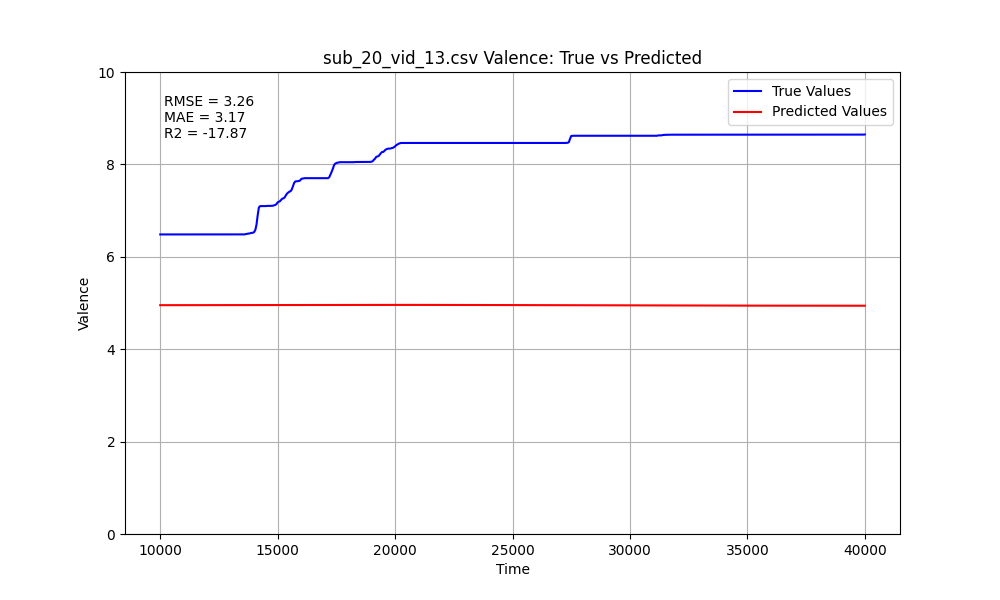 sub_20_vid_13.csv Valence: True vs Predicted
RMSE = 3.26
MAE = 3.17
R2 = -17.87
True Values
Predicted Values
10
8
6
4
2
0
Valence
10000 15000 20000 25000 30000 35000 40000
Time